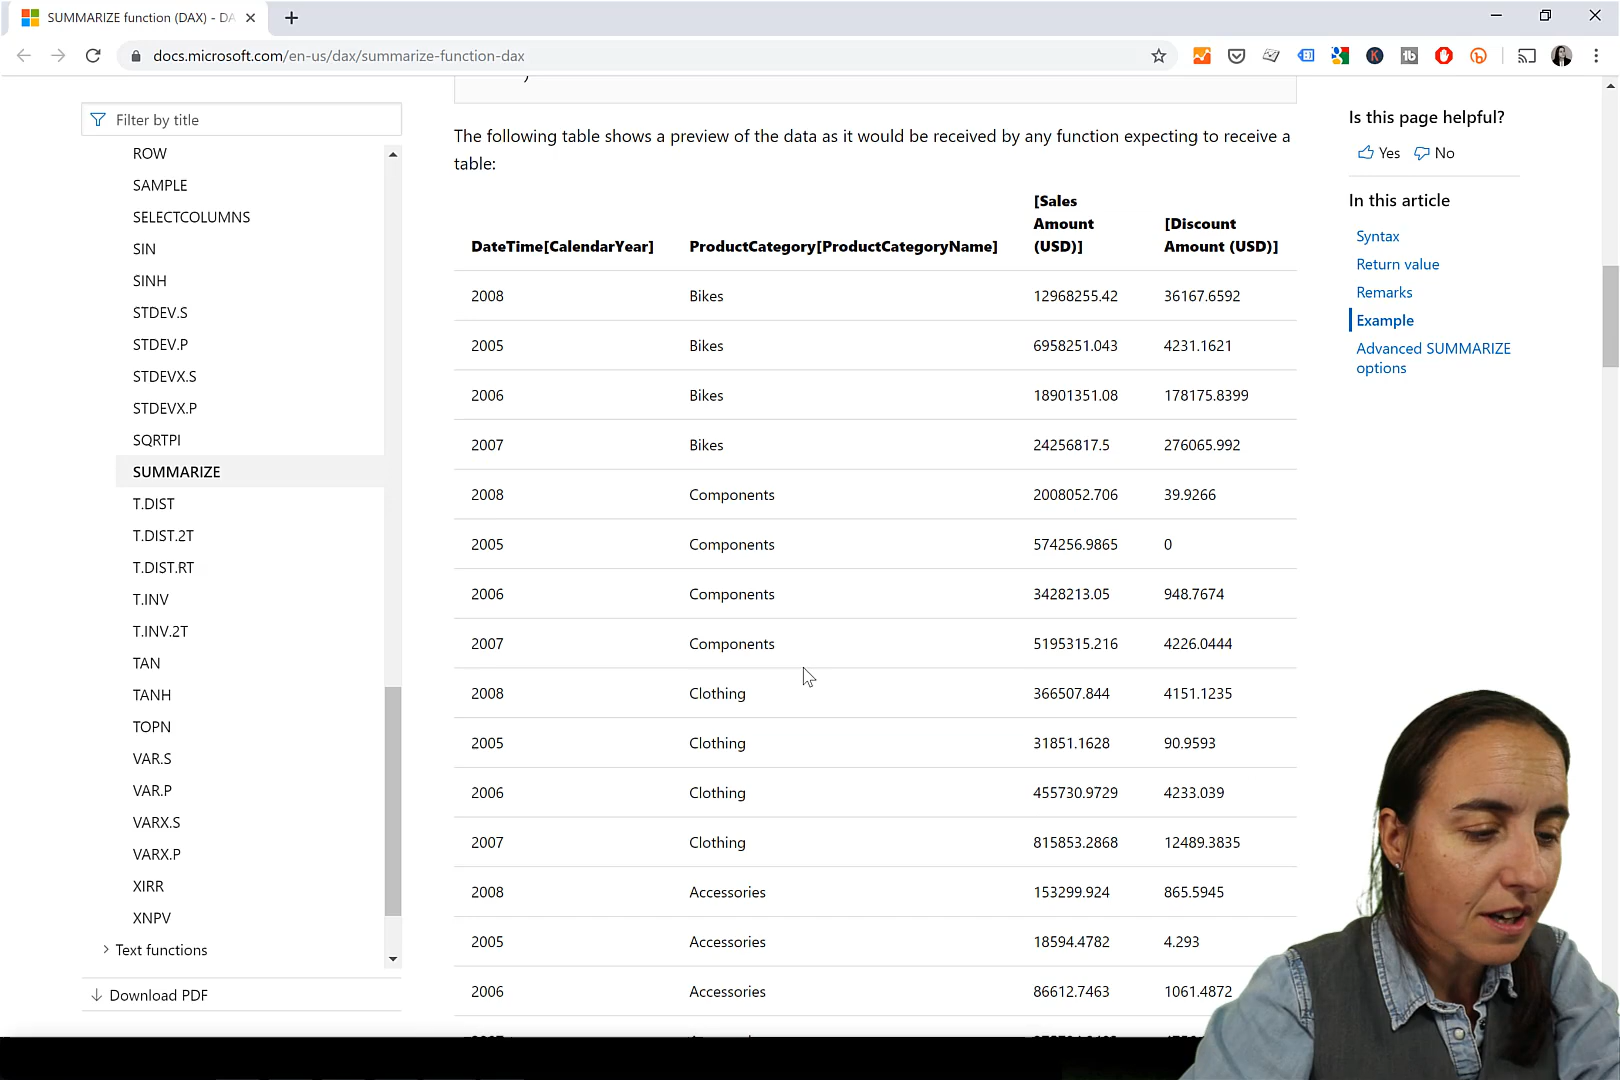 SUMMARIZE function (DAX) - DA
docs.microsoft.com/en-us/dax/summarize-function-dax
Filter by title
ROW
SAMPLE
SELECTCOLUMNS
SIN
SINH
STDEV.S
STDEV.P
STDEVX.S
STDEVX.P
SQRTPI
SUMMARIZE
T.DIST
T.DIST.2T
T.DIST.RT
T.INV
T.INV.2T
TAN
TANH
TOPN
VAR.S
VAR.P
VARX.S
VARX.P
XIRR
XNPV
Text functions
Download PDF
The following table shows a preview of the data as it would be received by any function expecting to receive a
table:
DateTime[CalendarYear] ProductCategory[ProductCategoryName] [Sales Amount (USD)] [Discount Amount (USD)]
2008 Bikes 12968255.42 36167.6592
2005 Bikes 6958251.043 4231.1621
2006 Bikes 18901351.08 178175.8399
2007 Bikes 24256817.5 276065.992
2008 Components 2008052.706 39.9266
2005 Components 574256.9865 0
2006 Components 3428213.05 948.7674
2007 Components 5195315.216 4226.0444
2008 Clothing 366507.844 4151.1235
2005 Clothing 31851.1628 90.9593
2006 Clothing 455730.9729 4233.039
2007 Clothing 815853.2868 12489.3835
2008 Accessories 153299.924 865.5945
2005 Accessories 18594.4782 4.293
2006 Accessories 86612.7463 1061.4872
Is this page helpful?
Yes No
In this article
Syntax
Return value
Remarks
Example
Advanced SUMMARIZE
options